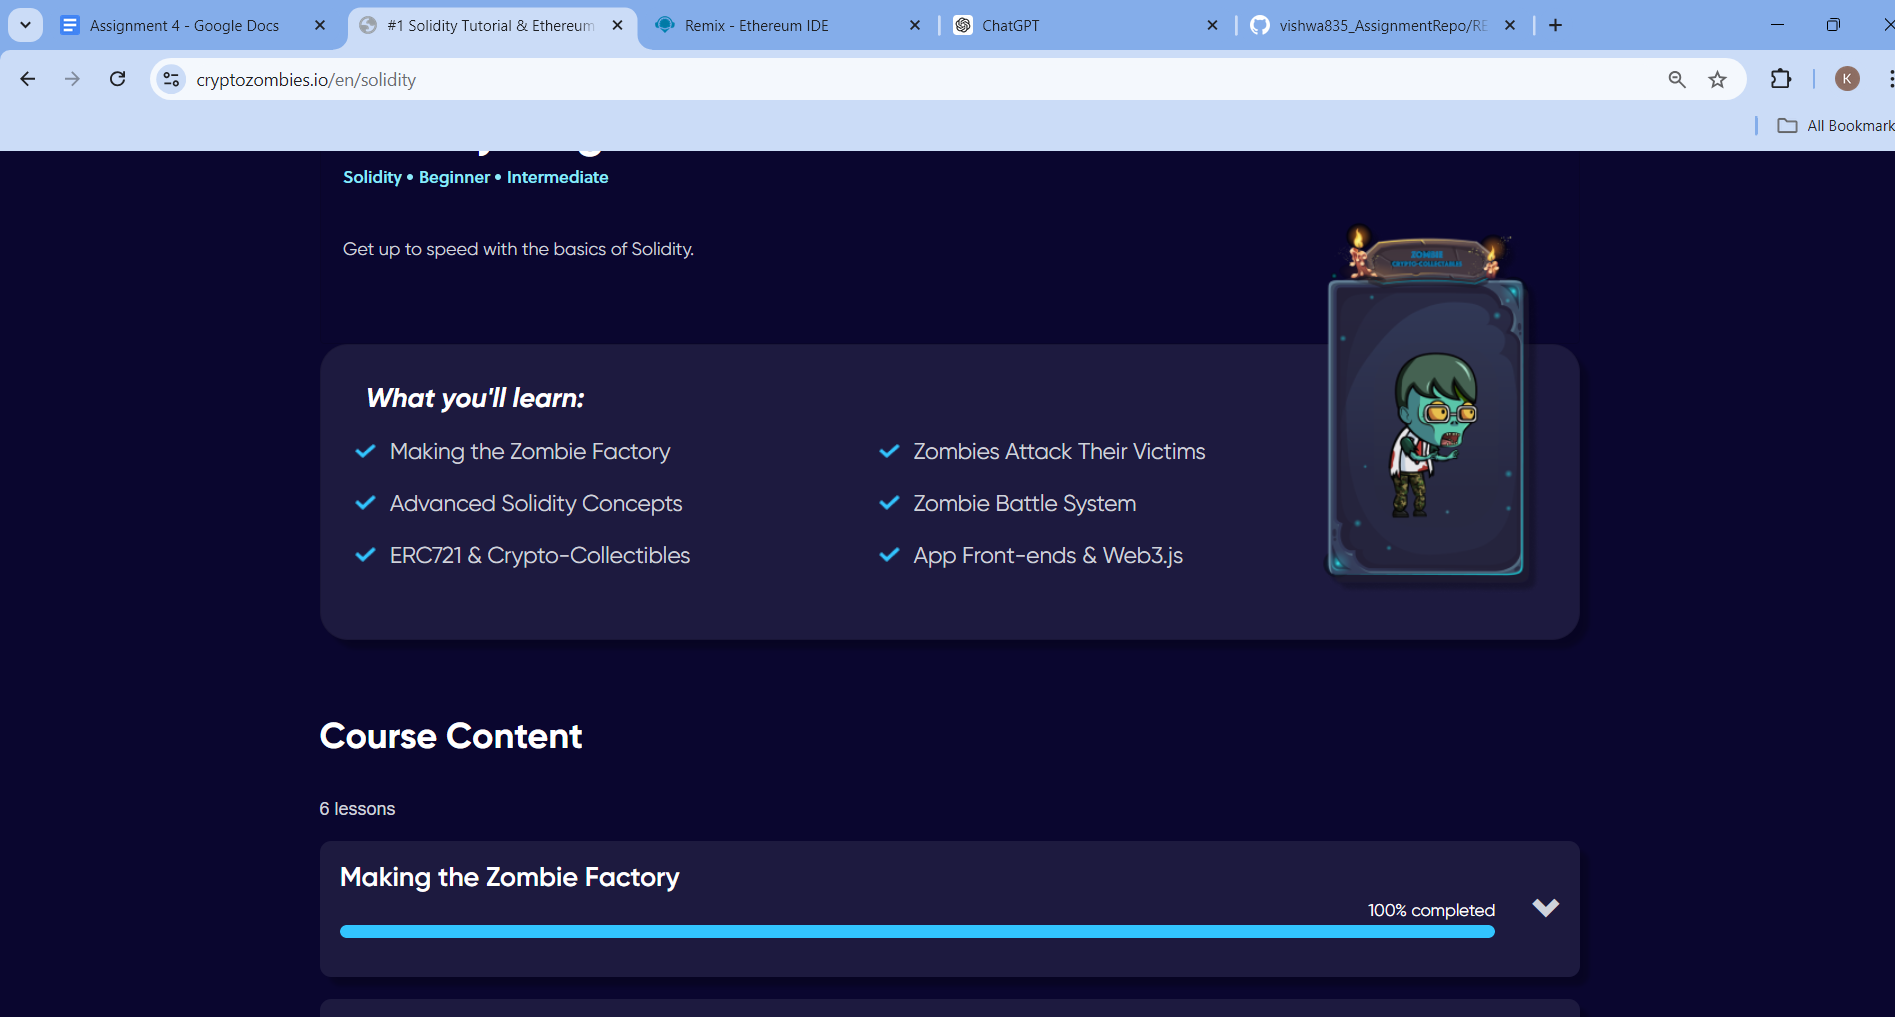 Assignment 4 - Google Docs
#1 Solidity Tutorial & Ethereum
Remix - Ethereum IDE
ChatGPT
vishwa835_AssignmentRepo/RE
cryptozombies.io/en/solidity
K
All Bookmark
Solidity • Beginner • Intermediate
Get up to speed with the basics of Solidity.
ZOMBIE
CRYPTO-COLLECTABLES
What you'll learn:
Making the Zombie Factory
Zombies Attack Their Victims
Advanced Solidity Concepts
Zombie Battle System
ERC721 & Crypto-Collectibles
App Front-ends & Web3.js
Course Content
6 lessons
Making the Zombie Factory
100% completed